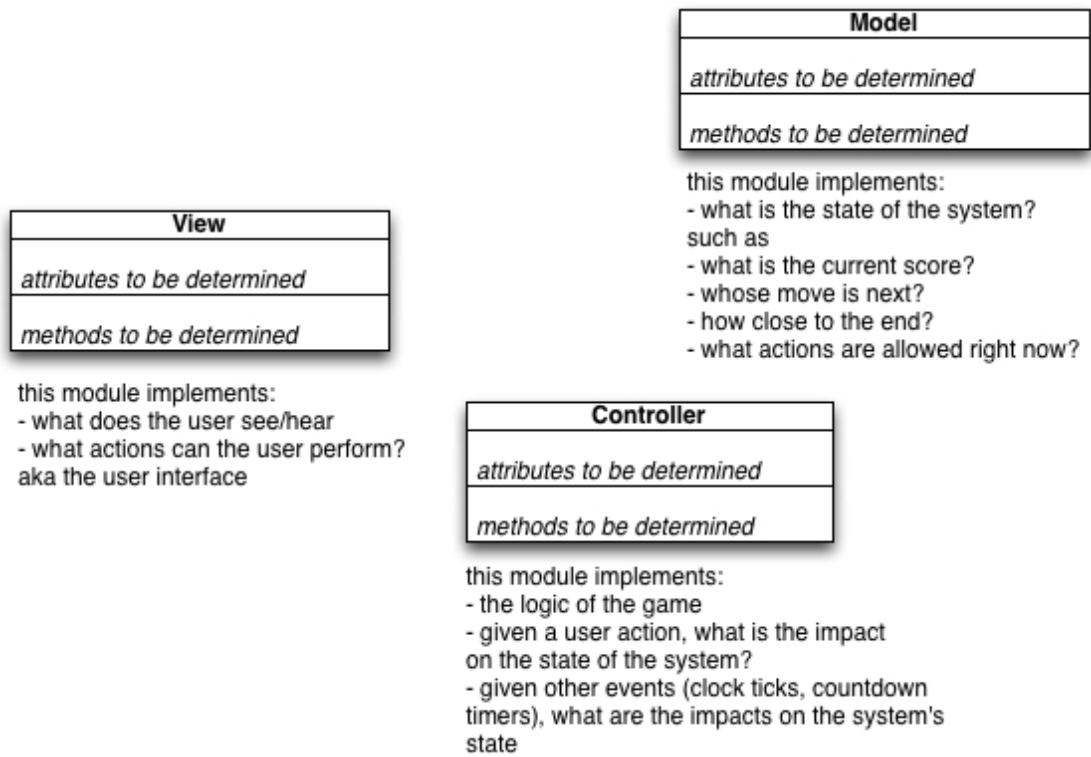 Model
attributes to be determined
methods to be determined
this module implements:
- what is the state of the system?
such as
- what is the current score?
- whose move is next?
- how close to the end?
- what actions are allowed right now?
View
attributes to be determined
methods to be determined
this module implements:
- what does the user see/hear
- what actions can the user perform?
aka the user interface
Controller
attributes to be determined
methods to be determined
this module implements:
- the logic of the game
- given a user action, what is the impact
on the state of the system?
- given other events (clock ticks, countdown
timers), what are the impacts on the system's
state